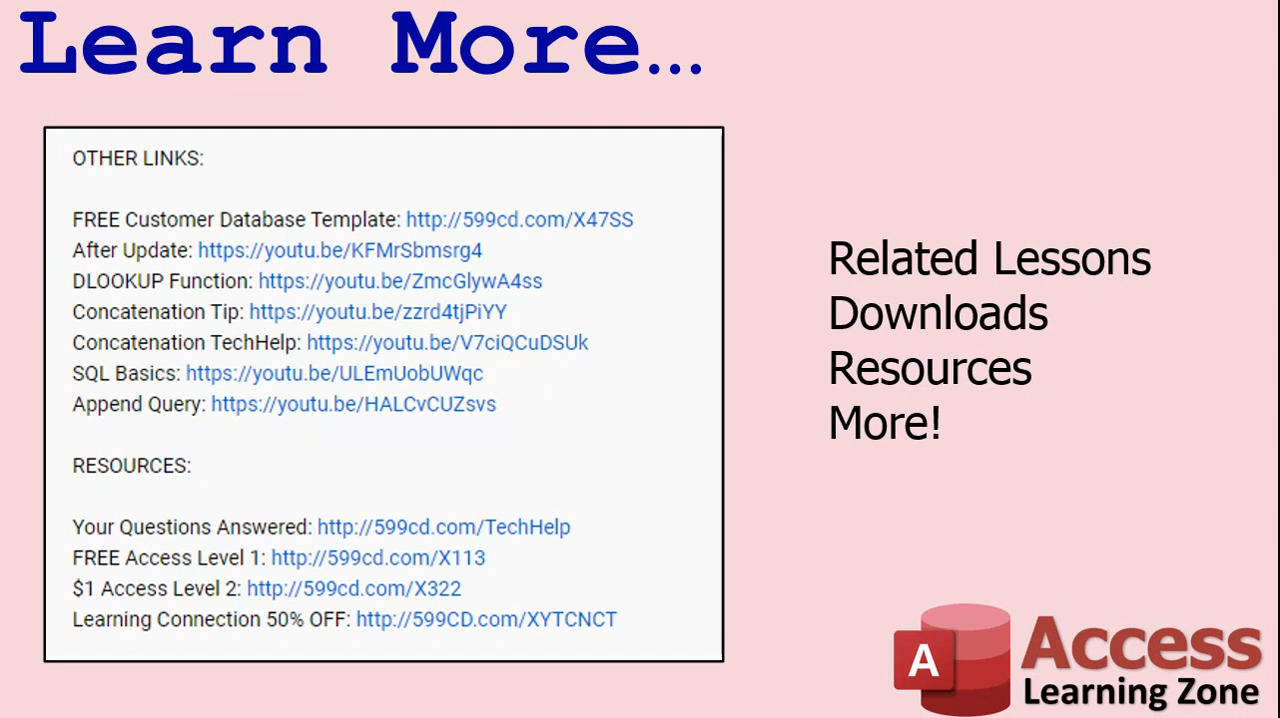 Learn More...
OTHER LINKS:
FREE Customer Database Template: http://599cd.com/X47SS
After Update: https://youtu.be/KFMrSbmsrg4
DLOOKUP Function: https://youtu.be/ZmcGlywA4ss
Concatenation Tip: https://youtu.be/zzrd4tjPiYY
Concatenation TechHelp: https://youtu.be/V7ciQCuDSUk
SQL Basics: https://youtu.be/ULEmUobUWqc
Append Query: https://youtu.be/HALCvCUZsvs
RESOURCES:
Your Questions Answered: http://599cd.com/TechHelp
FREE Access Level 1: http://599cd.com/X113
$1 Access Level 2: http://599cd.com/X322
Learning Connection 50% OFF: http://599CD.com/XYTCNCT
Related Lessons
Downloads
Resources
More!
A
Access
Learning Zone